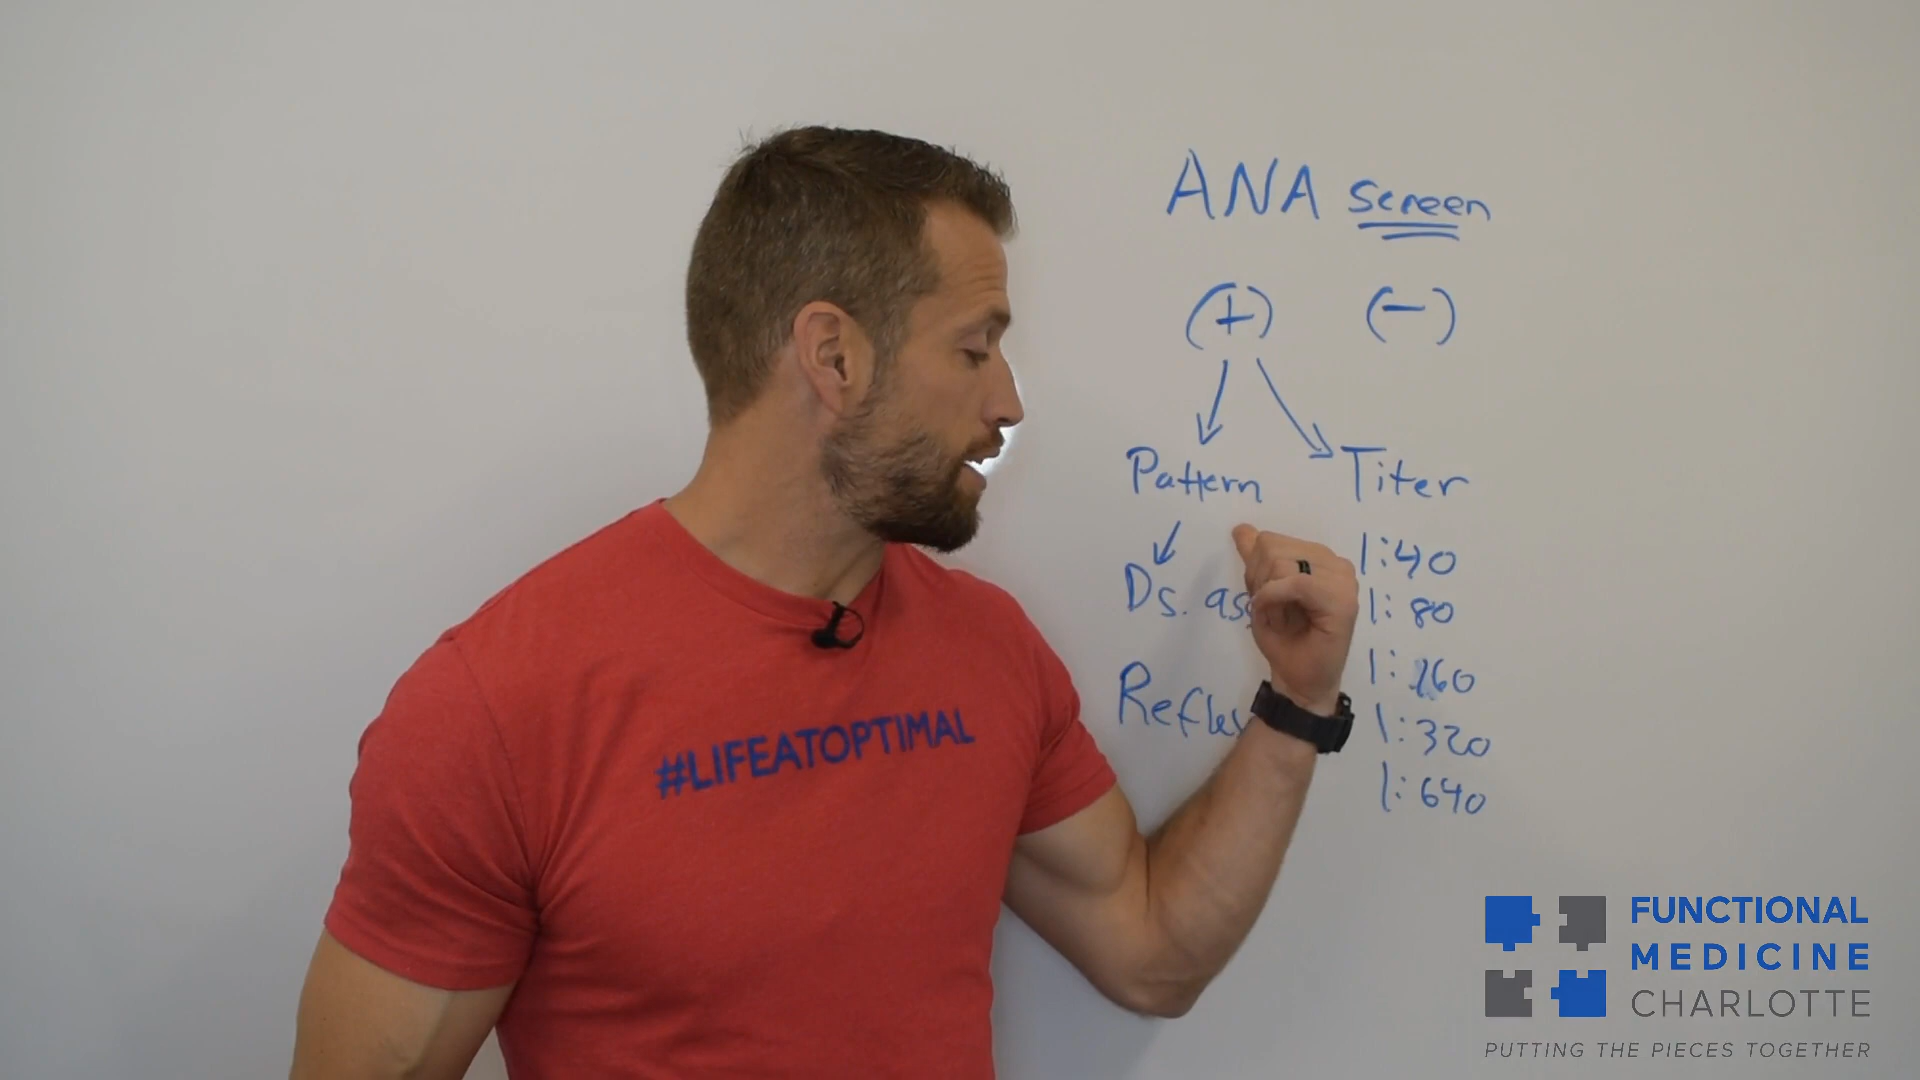 ANA screen
(+) (-)
Pattern Titer
1:40
Ds. ass
1:80
1:160
Reflex
1:320
1:640
#LIFEATOPTIMAL
FUNCTIONAL
MEDICINE
CHARLOTTE
PUTTING THE PIECES TOGETHER